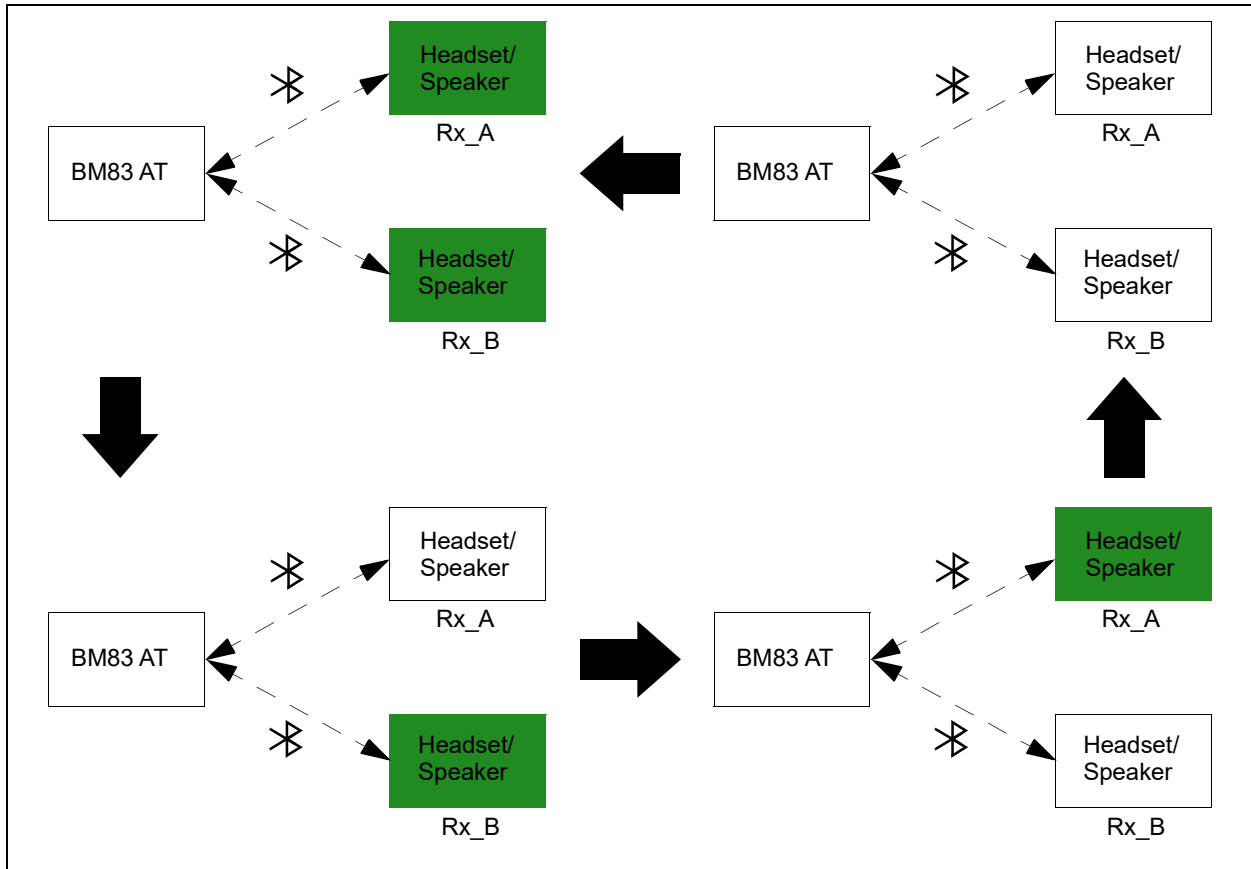 Headset/
Speaker
Rx_A
BM83 AT
Headset/
Speaker
Rx_B
Headset/
Speaker
Rx_A
BM83 AT
Headset/
Speaker
Rx_B
Headset/
Speaker
Rx_A
BM83 AT
Headset/
Speaker
Rx_B
Headset/
Speaker
Rx_A
BM83 AT
Headset/
Speaker
Rx_B